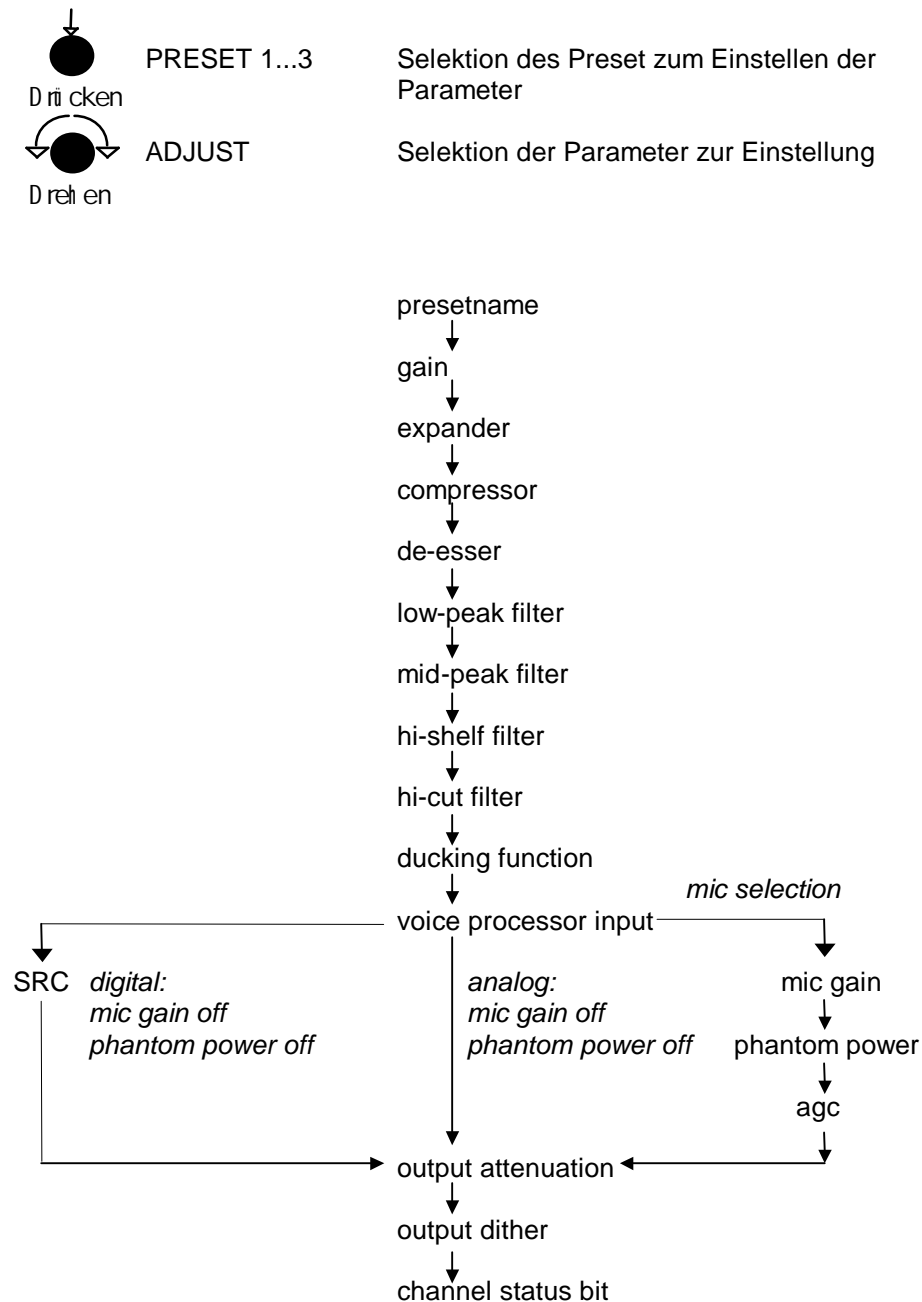 PRESET 1...3 Selektion des Preset zum Einstellen der
Drücken Parameter
ADJUST Selektion der Parameter zur Einstellung
Drehen
presetname
gain
expander
compressor
de-esser
low-peak filter
mid-peak filter
hi-shelf filter
hi-cut filter
ducking function
mic selection
voice processor input
SRC digital: analog: mic gain
mic gain off mic gain off
phantom power off phantom power off phantom power
agc
output attenuation
output dither
channel status bit